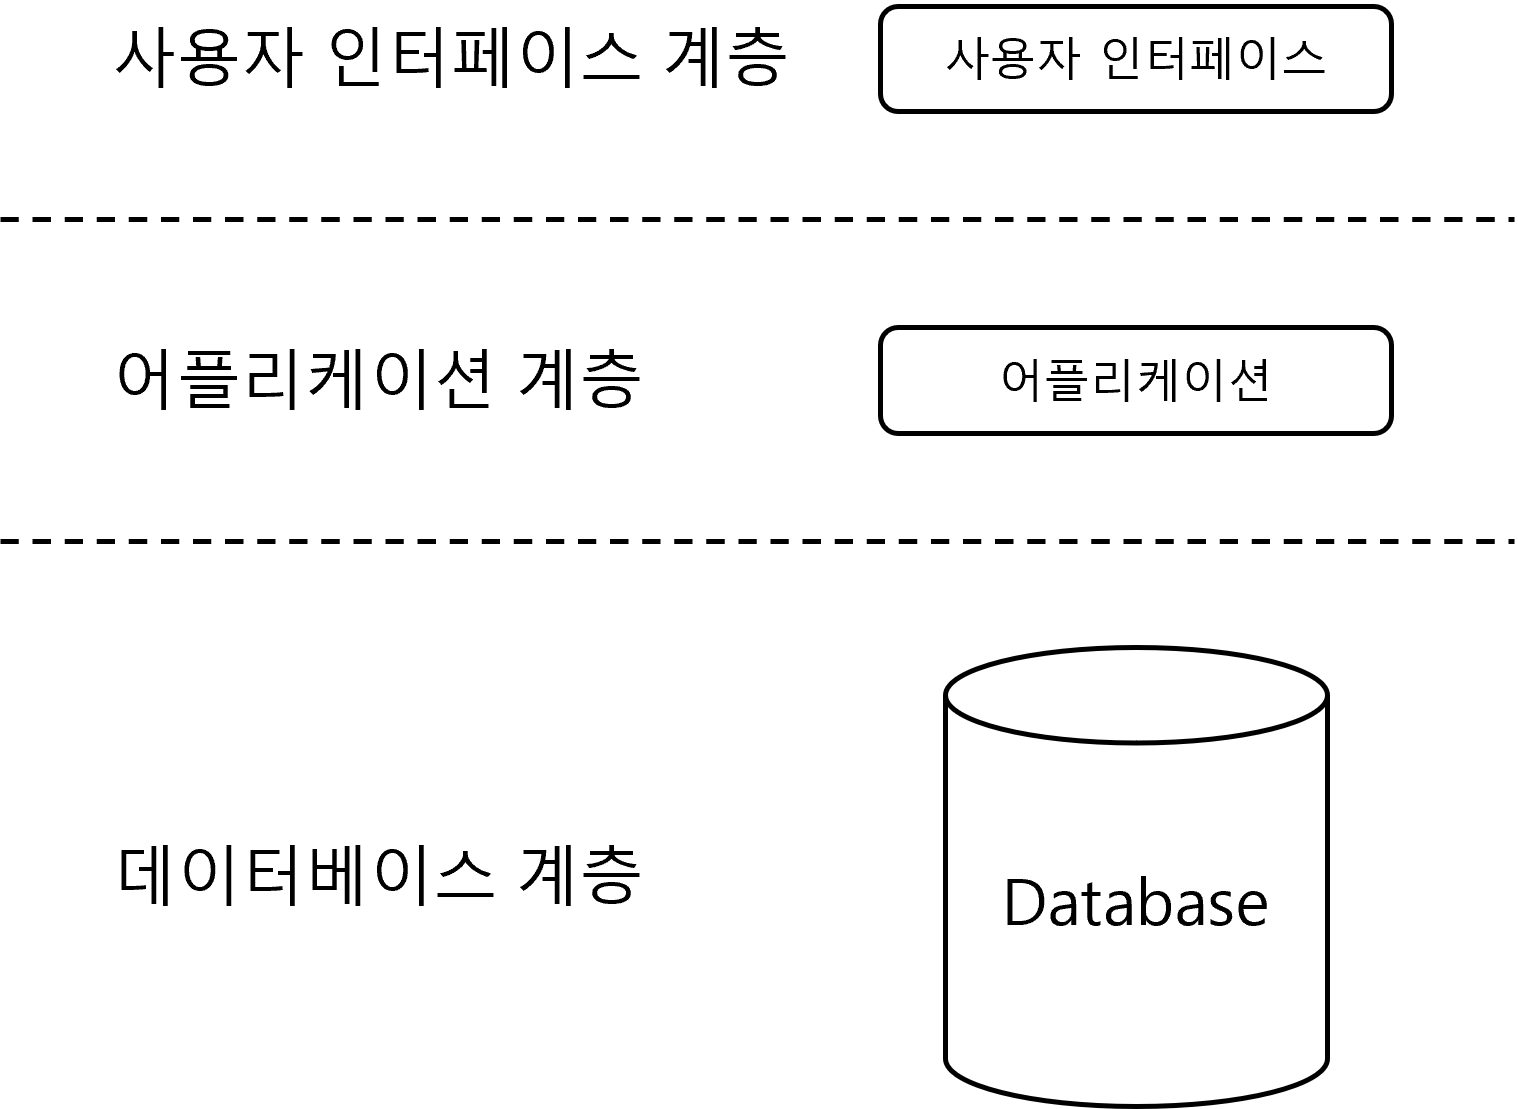 사용자 인터페이스 계층
사용자 인터페이스
어플리케이션 계층
어플리케이션
데이터베이스 계층
Database